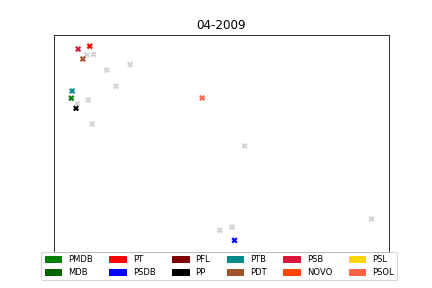 04-2009
PMDB PT PFL PTB PSB PSL
MDB PSDB PP PDT NOVO PSOL